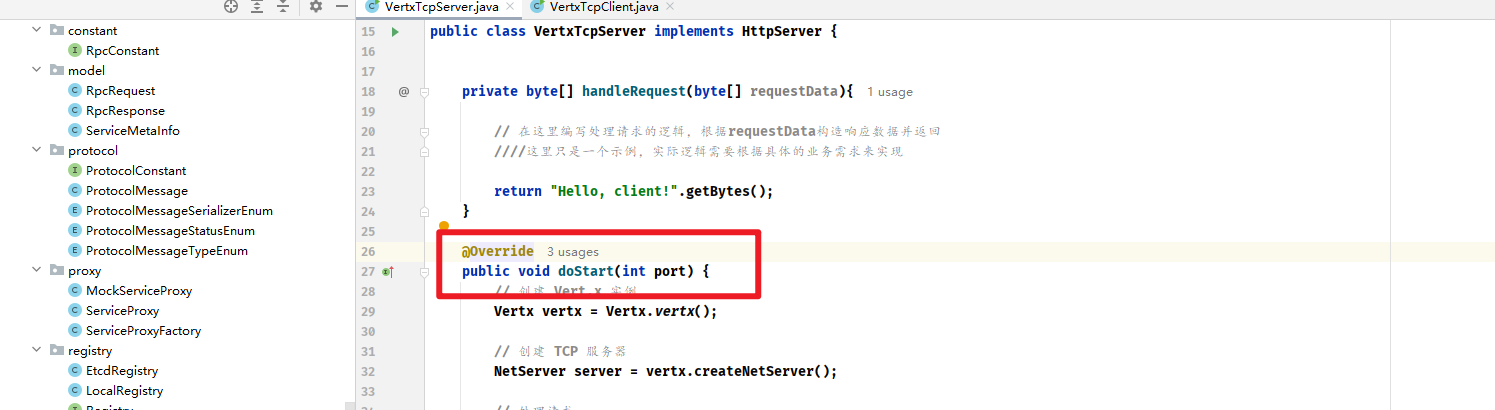 VertxTcpServer.java
VertxTcpClient.java
constant
RpcConstant
model
RpcRequest
RpcResponse
ServiceMetaInfo
protocol
ProtocolConstant
ProtocolMessage
ProtocolMessageSerializerEnum
ProtocolMessageStatusEnum
ProtocolMessageTypeEnum
proxy
MockServiceProxy
ServiceProxy
ServiceProxyFactory
registry
EtcdRegistry
LocalRegistry
Registry
15 public class VertxTcpServer implements HttpServer {
16
17
18 @ private byte[] handleRequest(byte[] requestData){ 1 usage
19
20 // 在这里编写处理请求的逻辑，根据requestData构造响应数据并返回
21 ////这里只是一个示例，实际逻辑需要根据具体的业务需求来实现
22
23 return "Hello, client!".getBytes();
24 }
25
26 @Override 3 usages
27 public void doStart(int port) {
28 // 创建 Vert.x 实例
29 Vertx vertx = Vertx.vertx();
30
31 // 创建 TCP 服务器
32 NetServer server = vertx.createNetServer();
33
34 // 处理请求